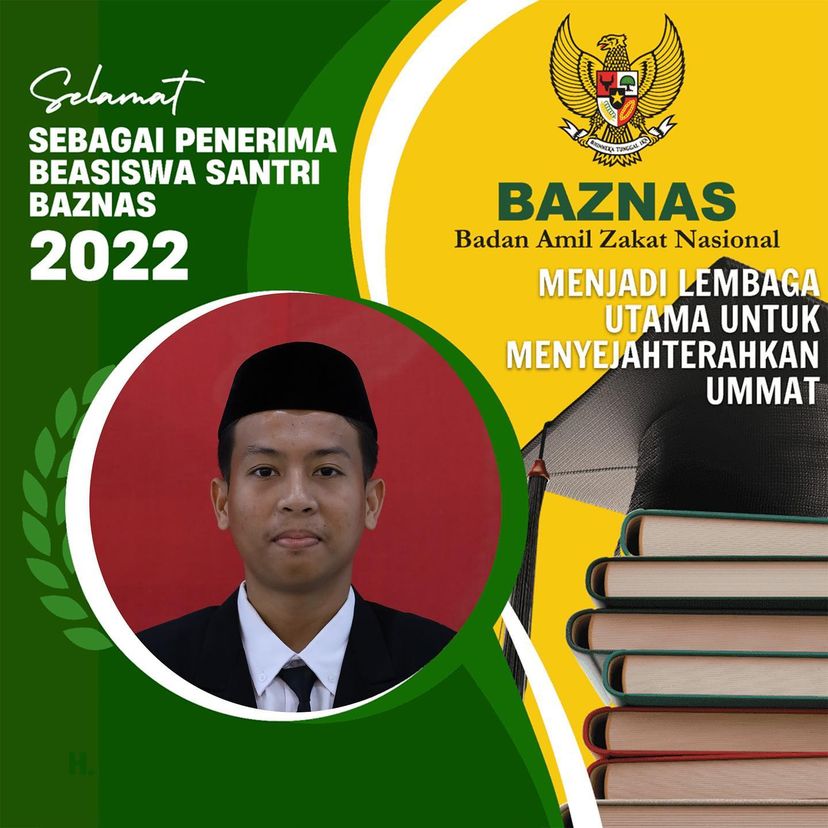 Selamat
SEBAGAI PENERIMA
BEASISWA SANTRI
BAZNAS
2022
BHINNEKA TUNGGAL IKA
BAZNAS
Badan Amil Zakat Nasional
MENJADI LEMBAGA
UTAMA UNTUK
MENYEJAHTERAHKAN
UMMAT
H.